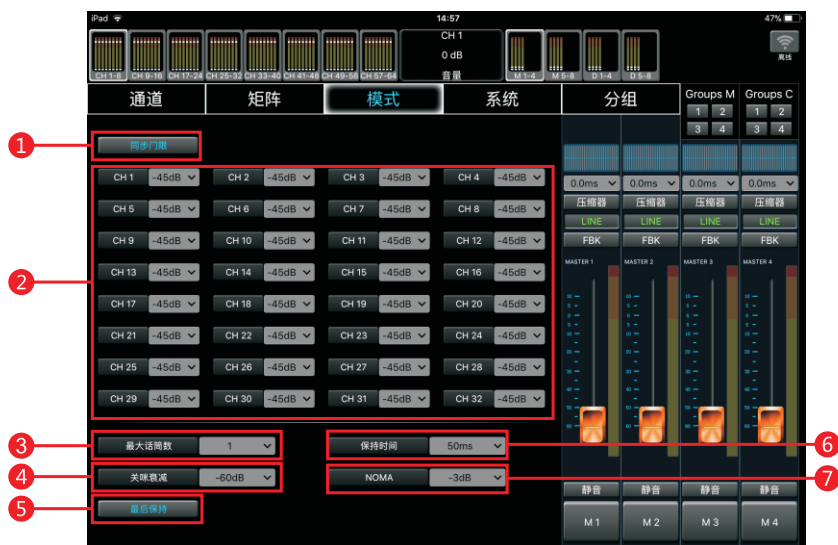 iPad 14:57 47%
CH 1
0 dB
音量
离线
CH 1-8 CH 9-16 CH 17-24 CH 25-32 CH 33-40 CH 41-48 CH 49-56 CH 57-64 M 1-4 M 5-8 D 1-4 D 5-8
通道 矩阵 模式 系统 分组 Groups M Groups C
1 2 1 2
3 4 3 4
1 同步门限
CH 1 -45dB CH 2 -45dB CH 3 -45dB CH 4 -45dB 0.0ms 0.0ms 0.0ms 0.0ms
压缩器 压缩器 压缩器 压缩器
CH 5 -45dB CH 6 -45dB CH 7 -45dB CH 8 -45dB
LINE LINE LINE LINE
CH 9 -45dB CH 10 -45dB CH 11 -45dB CH 12 -45dB FBK FBK FBK FBK
MASTER 1 MASTER 2 MASTER 3 MASTER 4
2 CH 13 -45dB CH 14 -45dB CH 15 -45dB CH 16 -45dB
CH 17 -45dB CH 18 -45dB CH 19 -45dB CH 20 -45dB
CH 21 -45dB CH 22 -45dB CH 23 -45dB CH 24 -45dB
CH 25 -45dB CH 26 -45dB CH 27 -45dB CH 28 -45dB
CH 29 -45dB CH 30 -45dB CH 31 -45dB CH 32 -45dB
3 最大话筒数 1 保持时间 50ms 6
4 关咪衰减 -60dB NOMA -3dB 7
静音 静音 静音 静音
5 最后保持
M 1 M 2 M 3 M 4